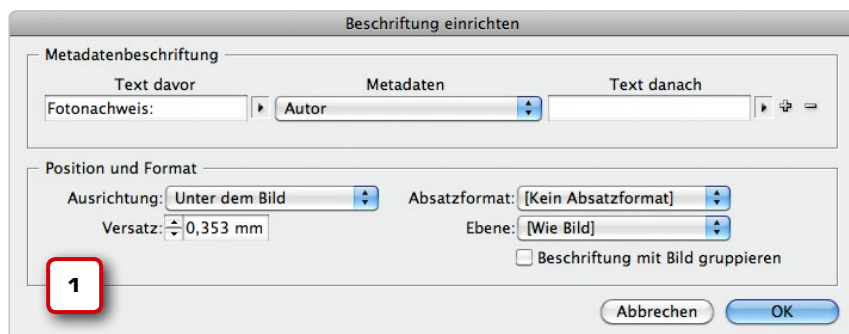 Beschriftung einrichten
Metadatenbeschriftung
Text davor Metadaten Text danach
Fotonachweis: Autor
Position und Format
Ausrichtung: Unter dem Bild Absatzformat: [Kein Absatzformat]
Versatz: 0,353 mm Ebene: [Wie Bild]
Beschriftung mit Bild gruppieren
1
Abbrechen OK